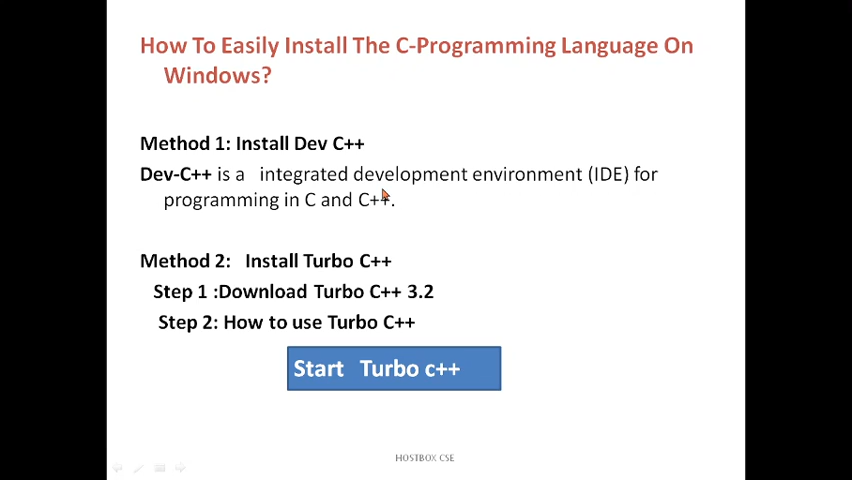 How To Easily Install The C-Programming Language On
Windows?
Method 1: Install Dev C++
Dev-C++ is a integrated development environment (IDE) for
programming in C and C++.
Method 2: Install Turbo C++
Step 1 :Download Turbo C++ 3.2
Step 2: How to use Turbo C++
Start Turbo c++
HOSTBOX CSE